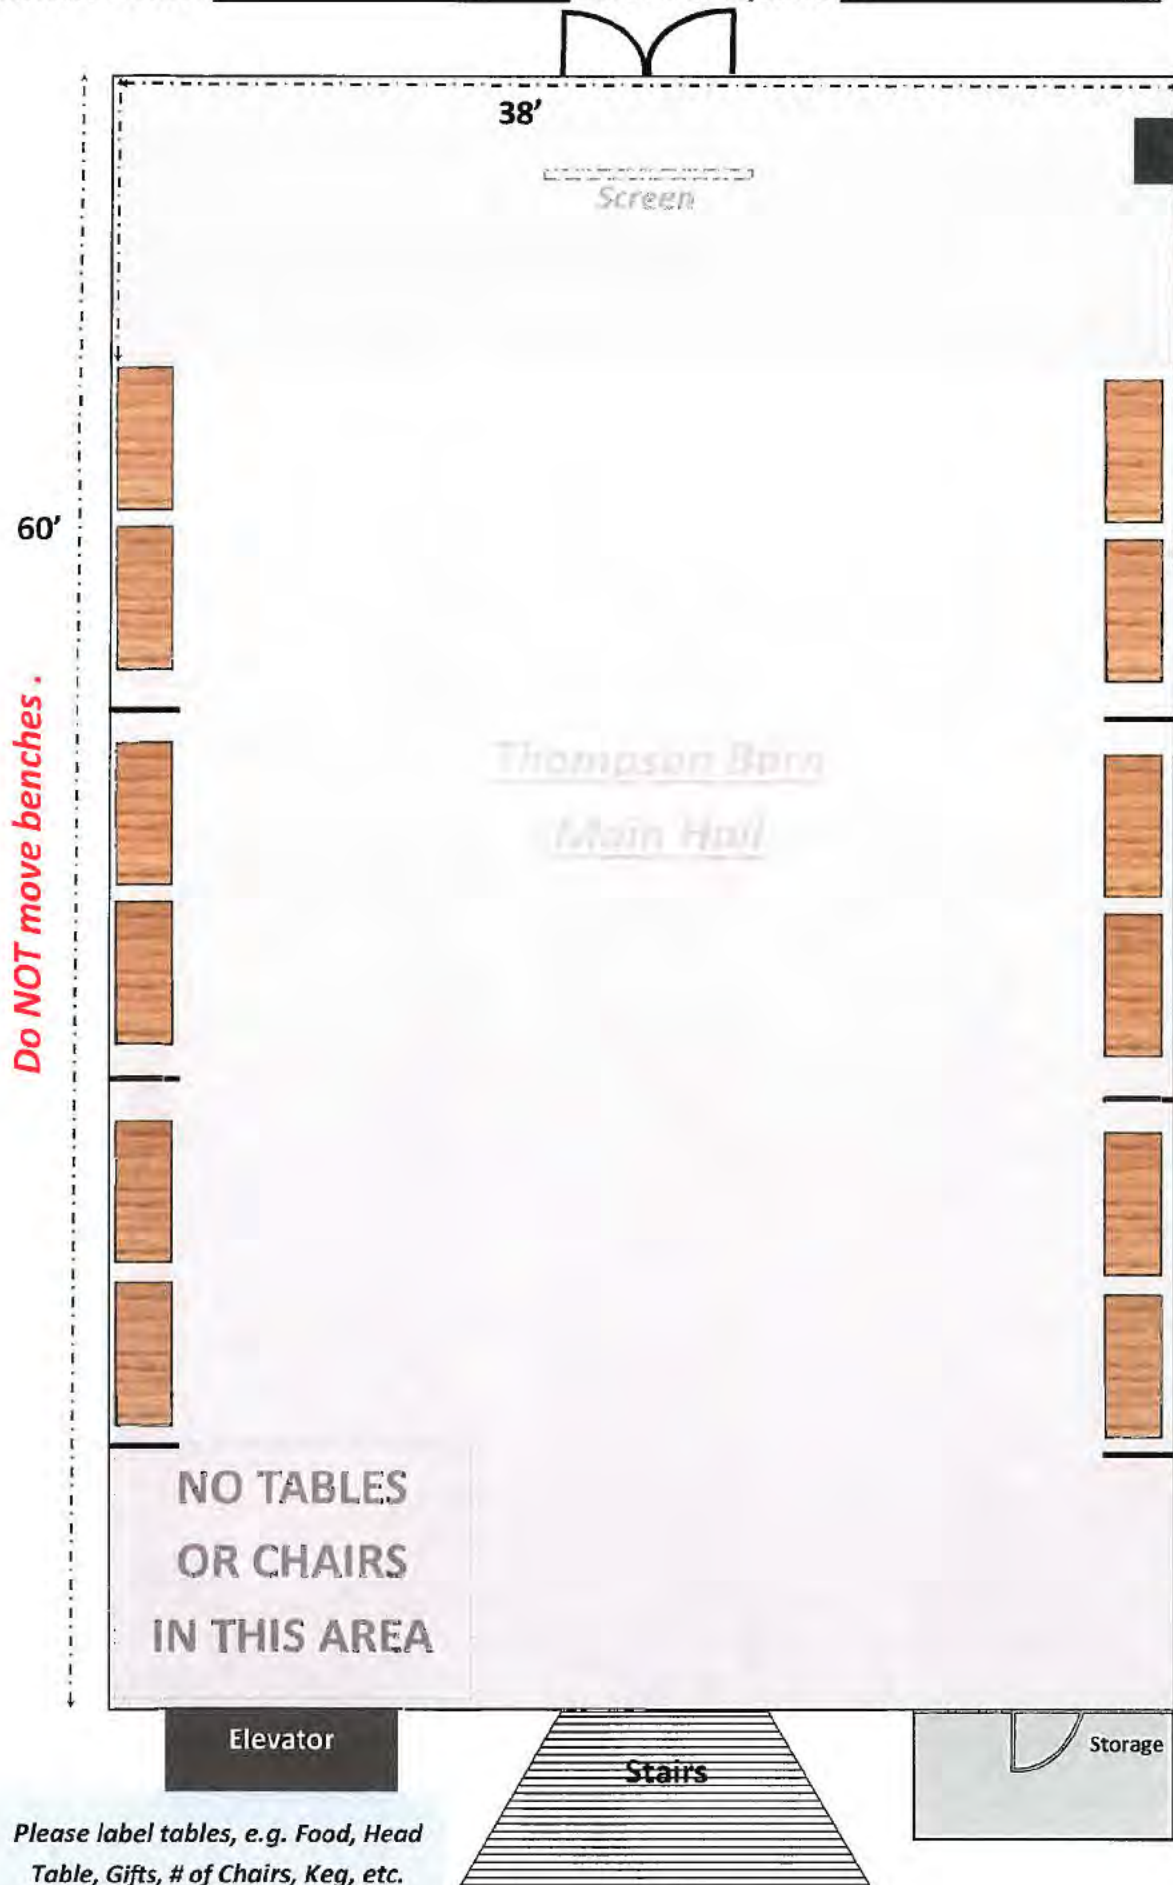 38'
Screen
60'
Do NOT move benches .
Thompson Barn
Main Hall
NO TABLES
OR CHAIRS
IN THIS AREA
Elevator
Stairs
Storage
Please label tables, e.g. Food, Head
Table, Gifts, # of Chairs, Keg, etc.